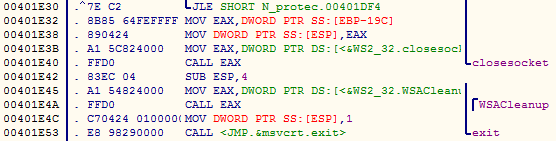 00401E30 .^7E C2 JLE SHORT N_protec.00401DF4
00401E32 . 8B85 64FEFFFF MOV EAX,DWORD PTR SS:[EBP-19C]
00401E38 . 890424 MOV DWORD PTR SS:[ESP],EAX
00401E3B . A1 5C824000 MOV EAX,DWORD PTR DS:[<&WS2_32.closesoc
00401E40 . FFD0 CALL EAX closesocket
00401E42 . 83EC 04 SUB ESP,4
00401E45 . A1 54824000 MOV EAX,DWORD PTR DS:[<&WS2_32.WSAClean
00401E4A . FFD0 CALL EAX WSACleanup
00401E4C . C70424 0100000 MOV DWORD PTR SS:[ESP],1
00401E53 . E8 98290000 CALL <JMP.&msvcrt.exit> exit